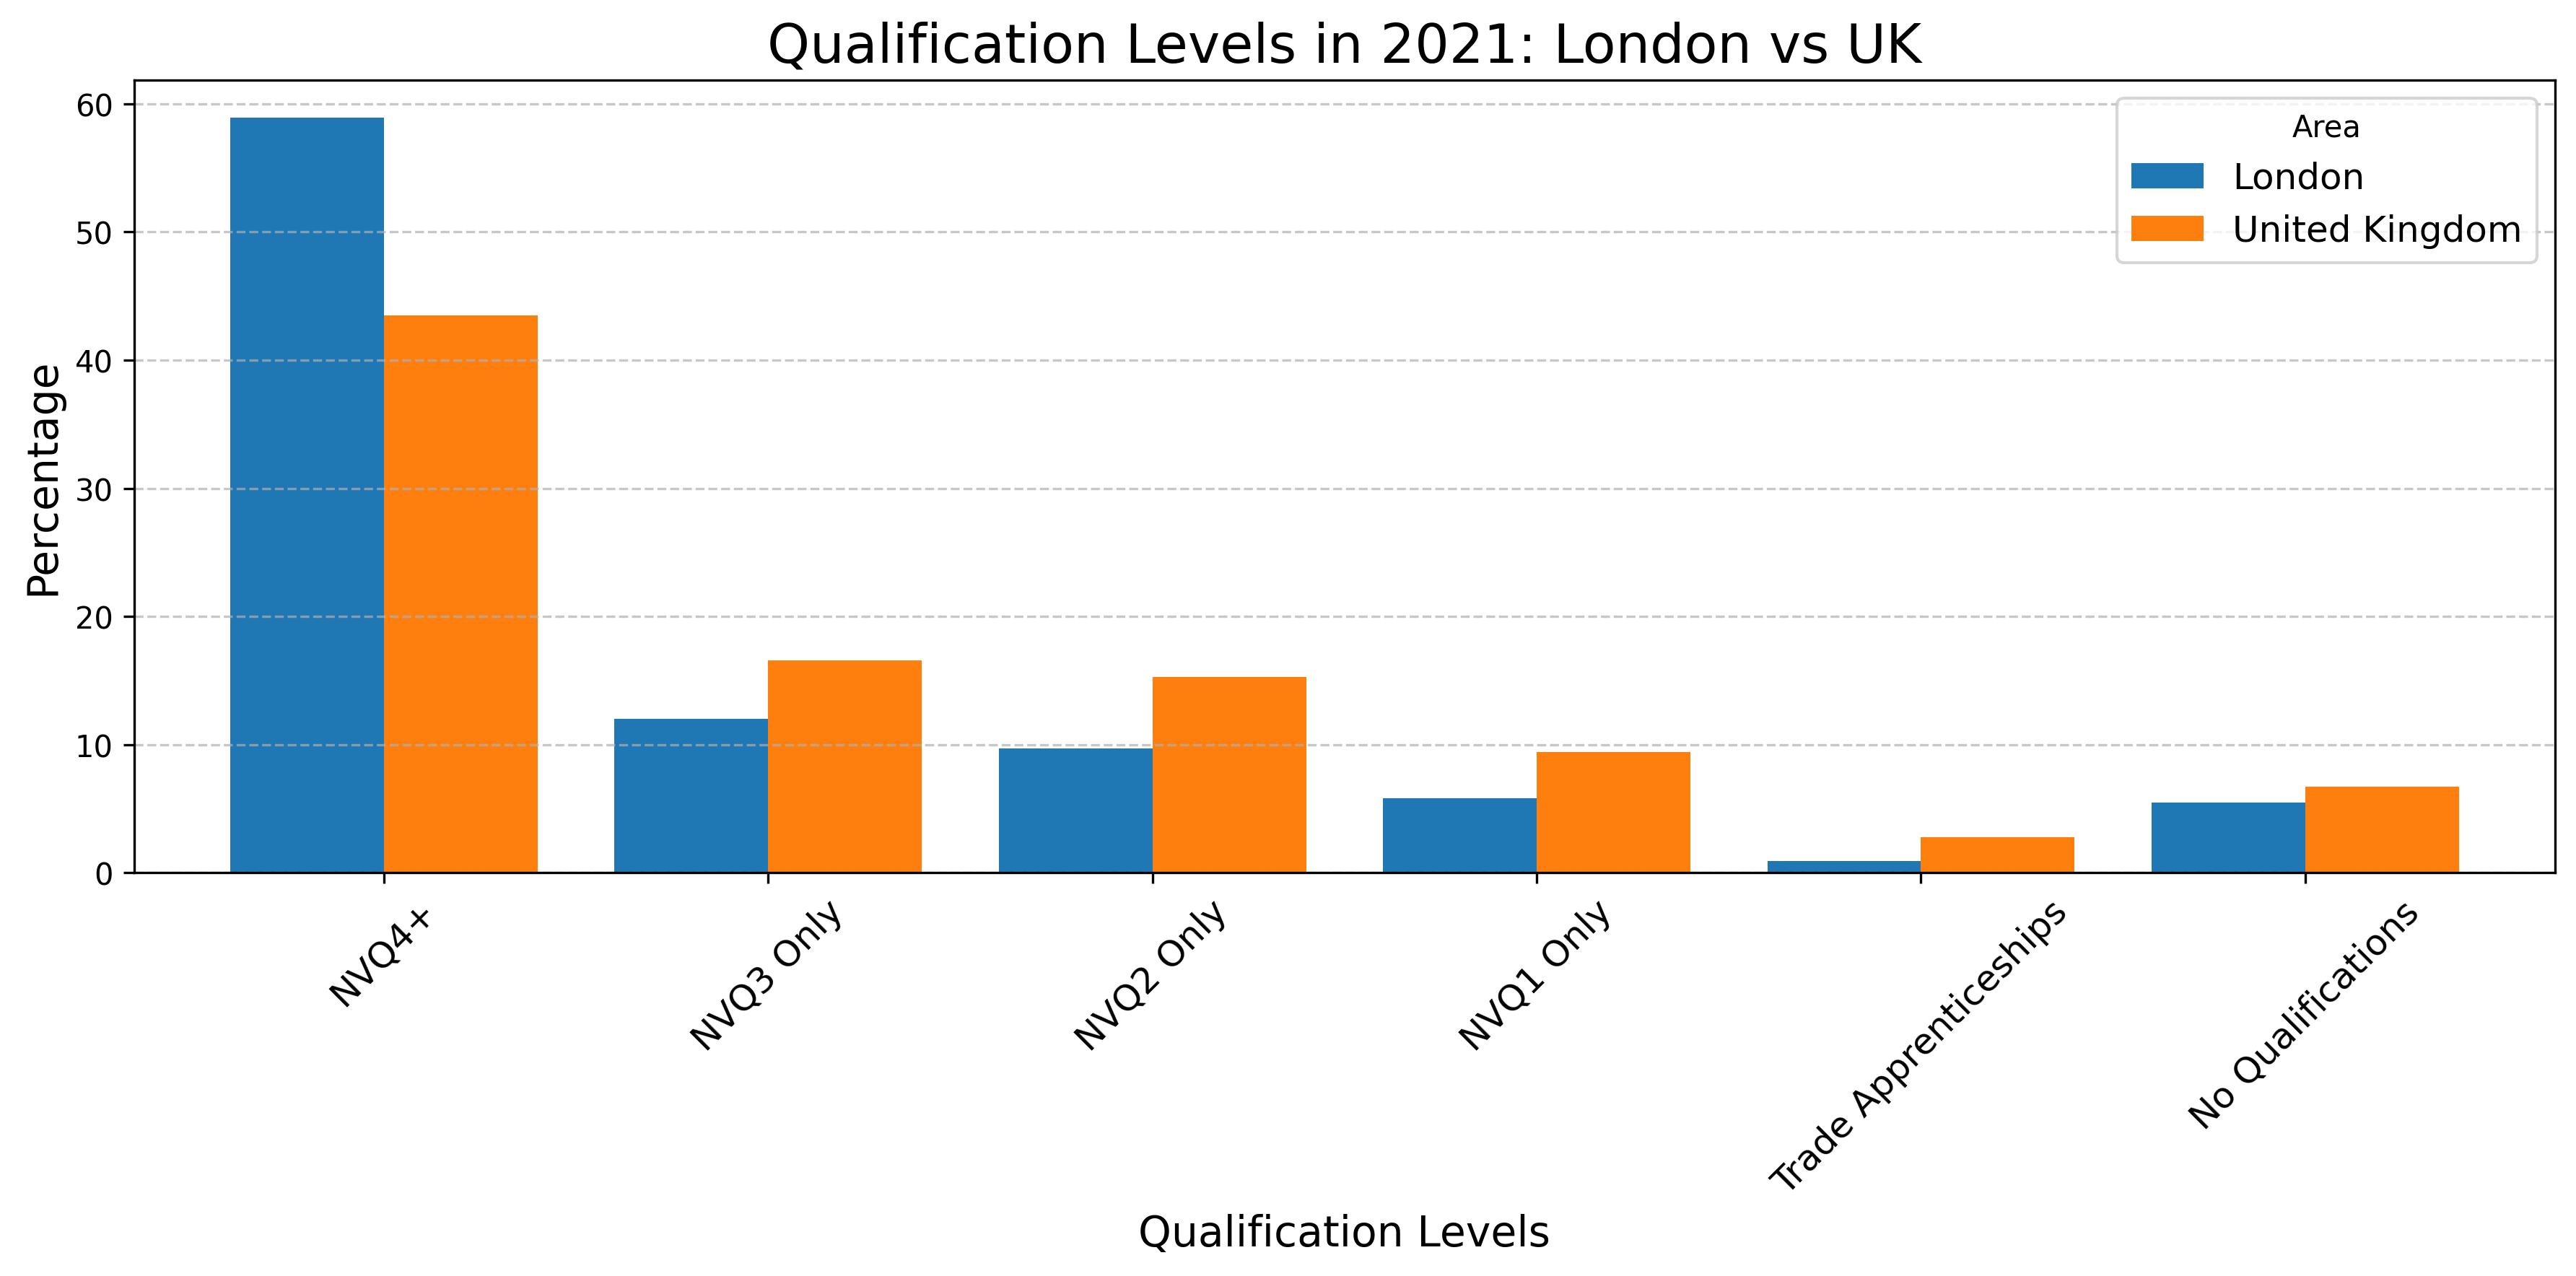 Qualification Levels in 2021: London vs UK
Area
London
United Kingdom
Percentage
60
50
40
30
20
10
0
NVQ4+
NVQ3 Only
NVQ2 Only
NVQ1 Only
Trade Apprenticeships
No Qualifications
Qualification Levels